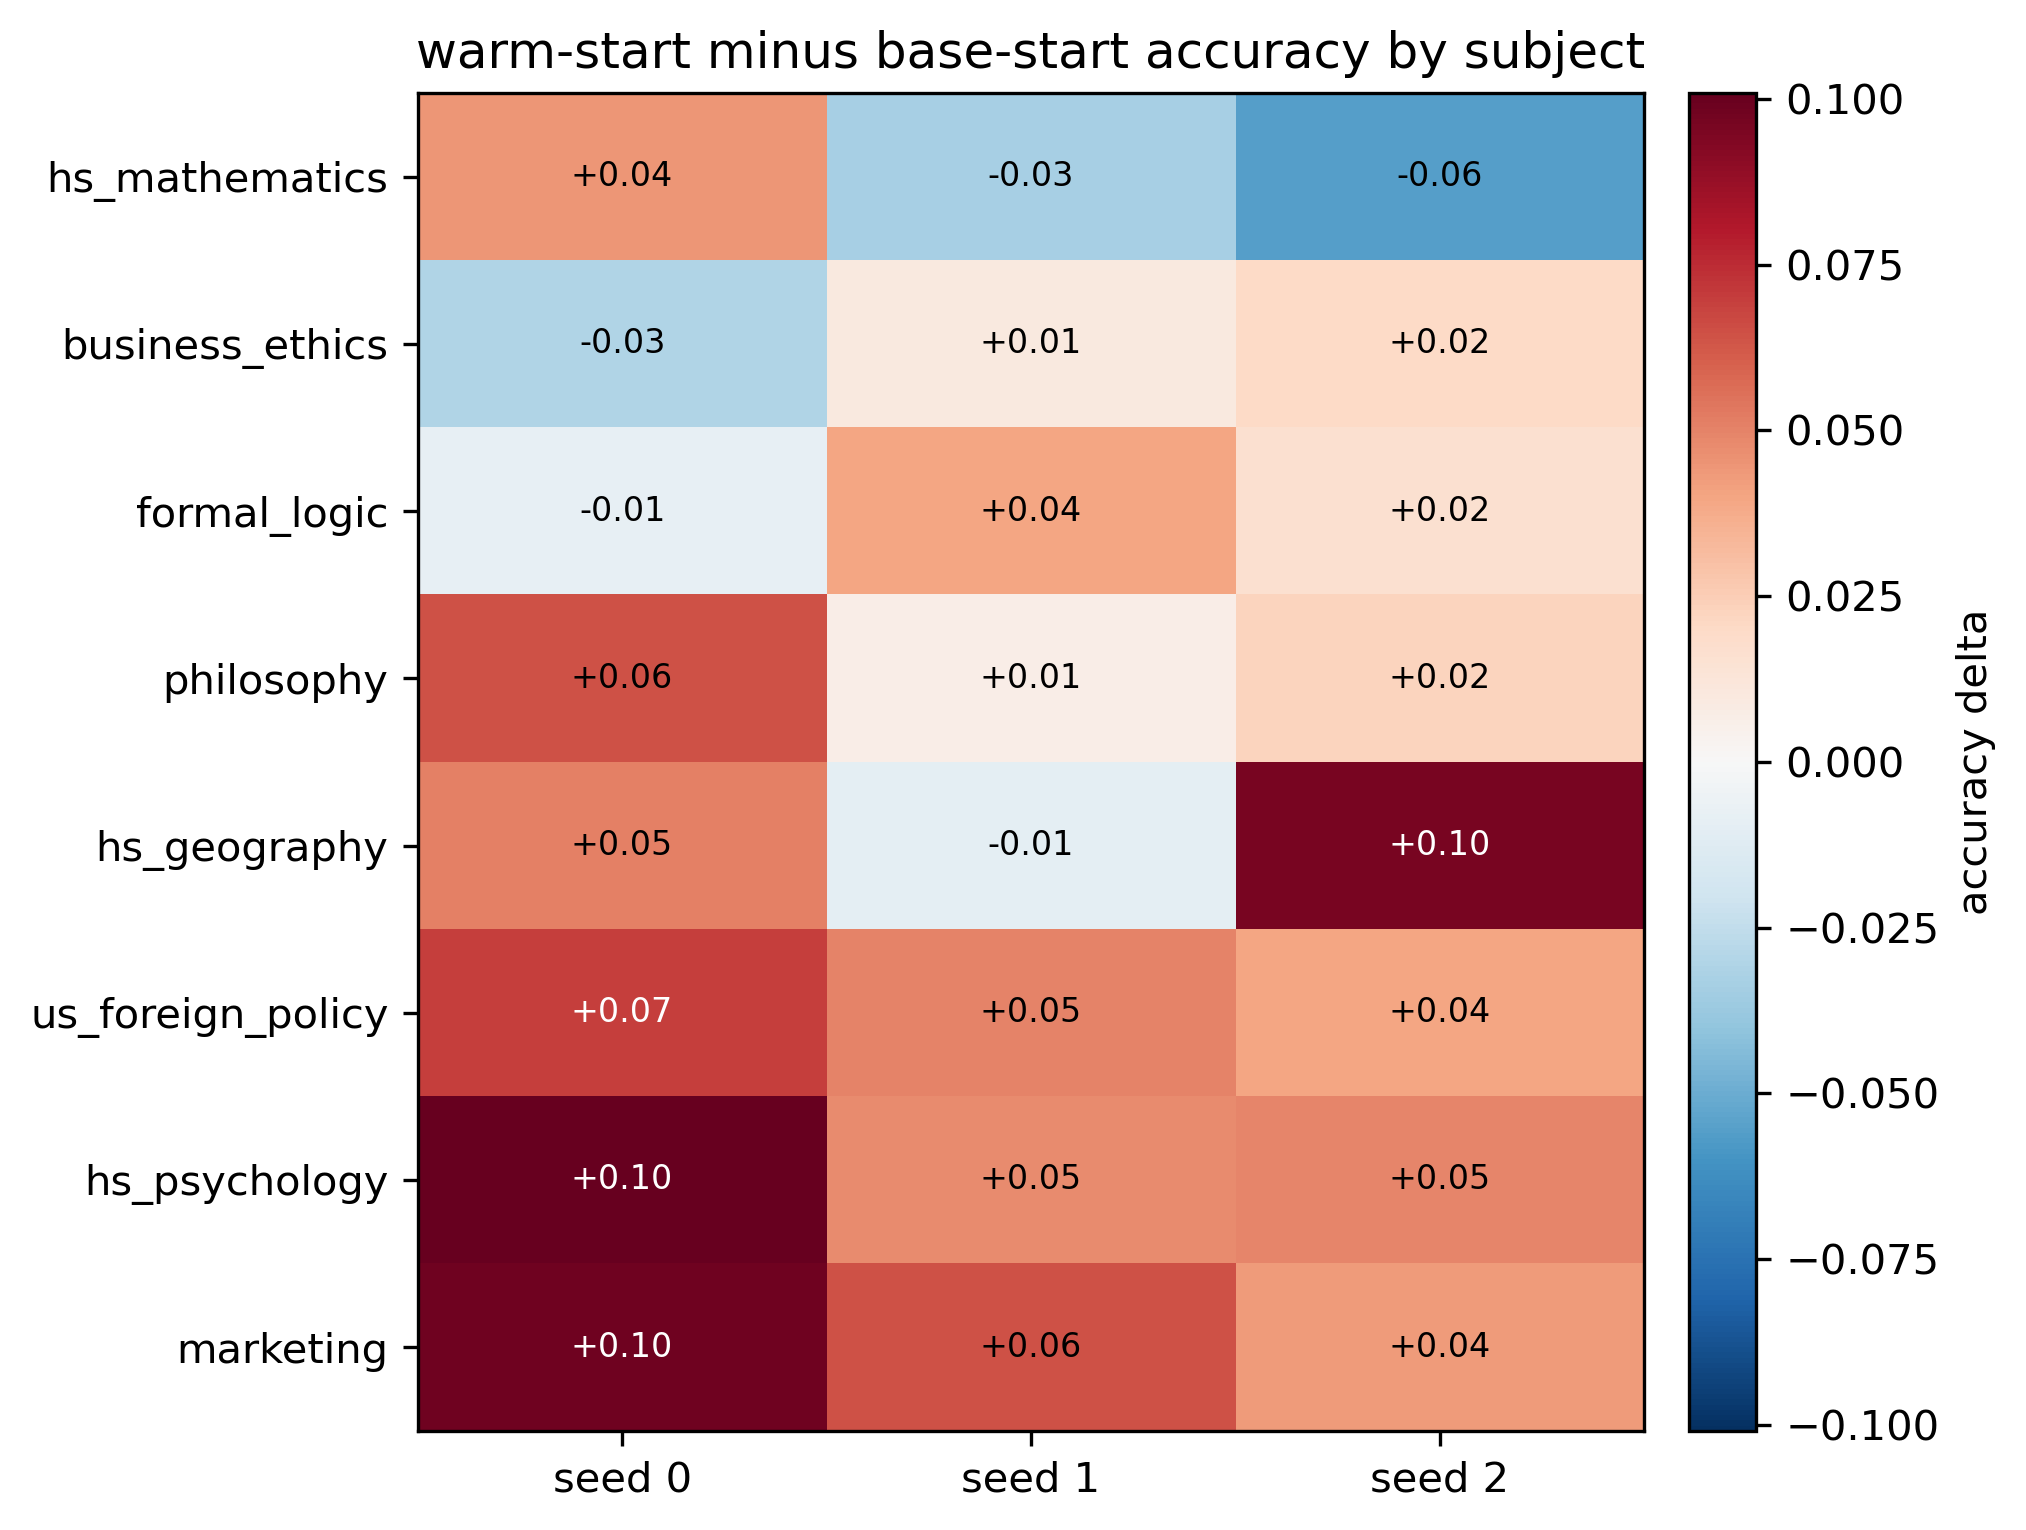 warm-start minus base-start accuracy by subject
hs_mathematics +0.04 -0.03 -0.06
business_ethics -0.03 +0.01 +0.02
formal_logic -0.01 +0.04 +0.02
philosophy +0.06 +0.01 +0.02
hs_geography +0.05 -0.01 +0.10
us_foreign_policy +0.07 +0.05 +0.04
hs_psychology +0.10 +0.05 +0.05
marketing +0.10 +0.06 +0.04
seed 0 seed 1 seed 2
0.100
0.075
0.050
0.025
0.000
−0.025
−0.050
−0.075
−0.100
accuracy delta